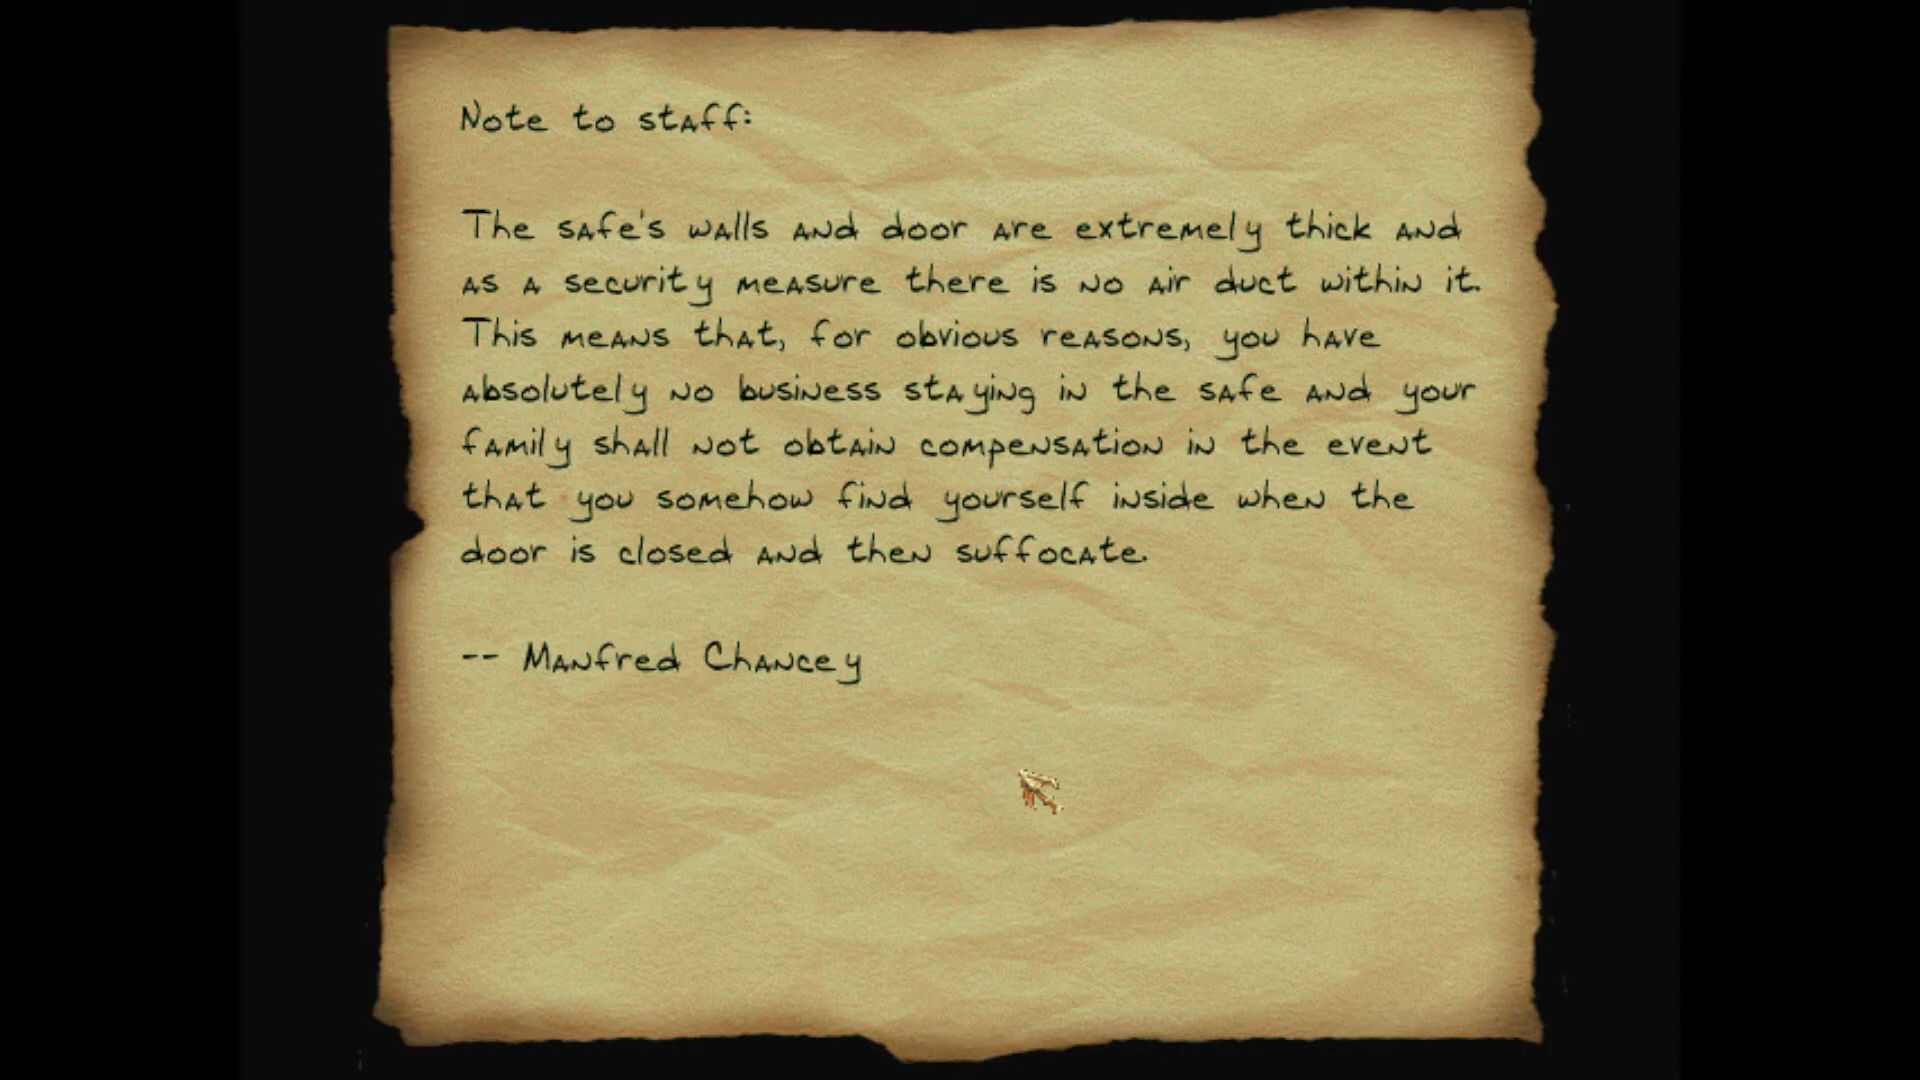 Note to staff:
The safe's walls and door are extremely thick and
as a security measure there is no air duct within it.
This means that, for obvious reasons, you have
absolutely no business staying in the safe and your
family shall not obtain compensation in the event
that you somehow find yourself inside when the
door is closed and then suffocate.
-- Manfred Chancey